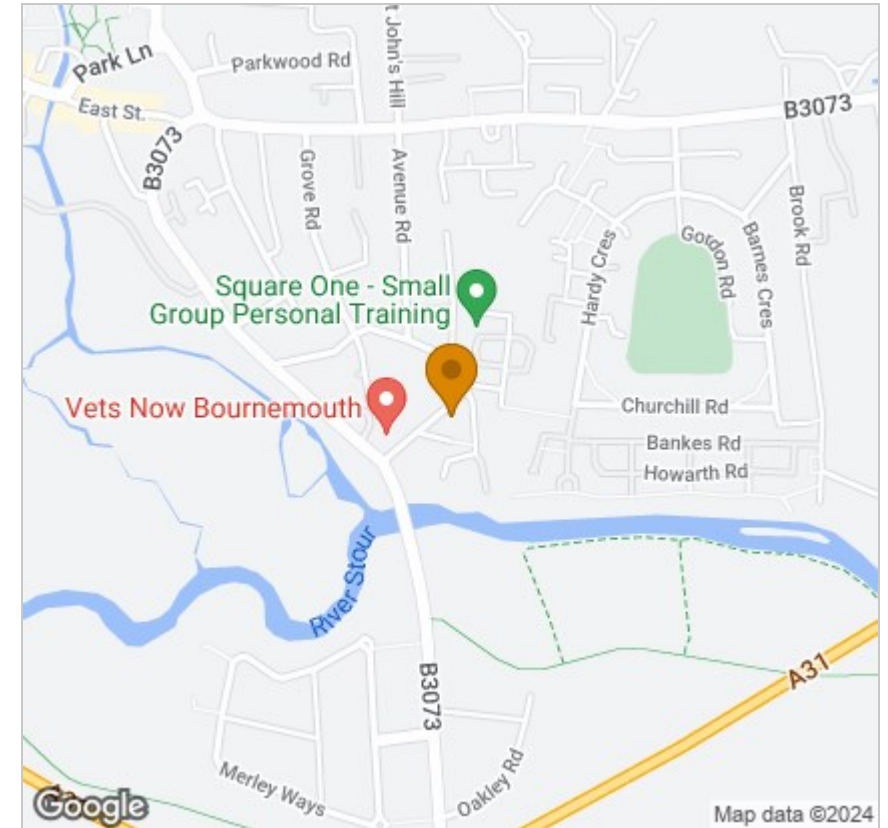 Park Ln
Parkwood Rd
t John's Hill
East St.
B3073
B3073
Grove Rd
Avenue Rd
Brook Rd
Gordon Rd
Barnes Cres
Hardy Cres
Square One - Small
Group Personal Training
Vets Now Bournemouth
Churchill Rd
Bankes Rd
Howarth Rd
River Stour
B3073
A31
Merley Ways
Oakley Rd
Google
Map data ©2024